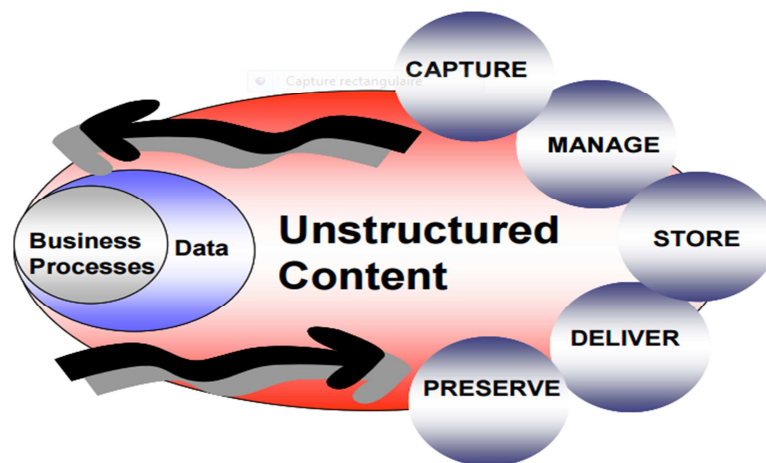 CAPTURE
Capture rectangulaire
MANAGE
Unstructured
Content
Business
Processes
Data
STORE
DELIVER
PRESERVE